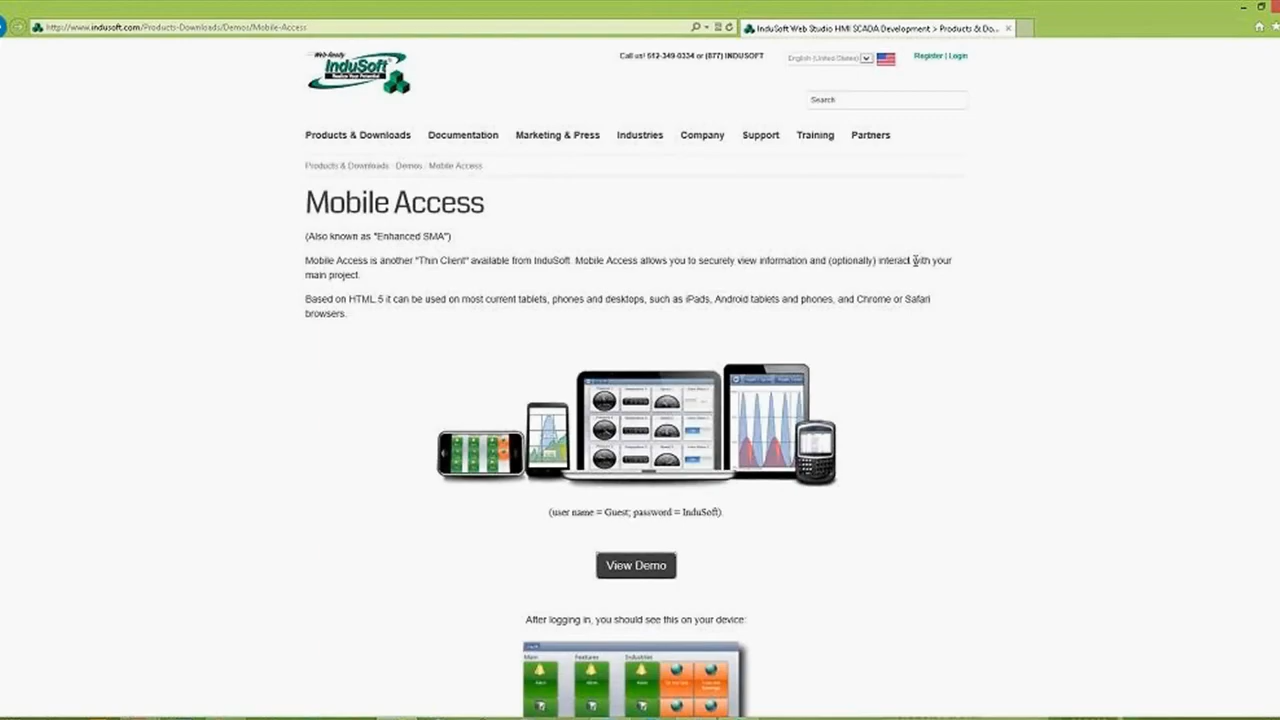 http://www.indusoft.com/Products-Downloads/Demos/Mobile-Access
InduSoft Web Studio HMI SCADA Development > Products & Do...
Web-Ready
InduSoft
Call us! 512-349-0334 or (877) INDUSOFT
English (United States)
Register | Login
Search
Products & Downloads Documentation Marketing & Press Industries Company Support Training Partners
Products & Downloads Demos Mobile Access
Mobile Access
(Also known as "Enhanced SMA")
Mobile Access is another "Thin Client" available from InduSoft. Mobile Access allows you to securely view information and (optionally) interact with your
main project.
Based on HTML 5 it can be used on most current tablets, phones and desktops, such as iPads, Android tablets and phones, and Chrome or Safari
browsers.
(user name = Guest; password = InduSoft).
View Demo
After logging in, you should see this on your device:
Main Features Industries